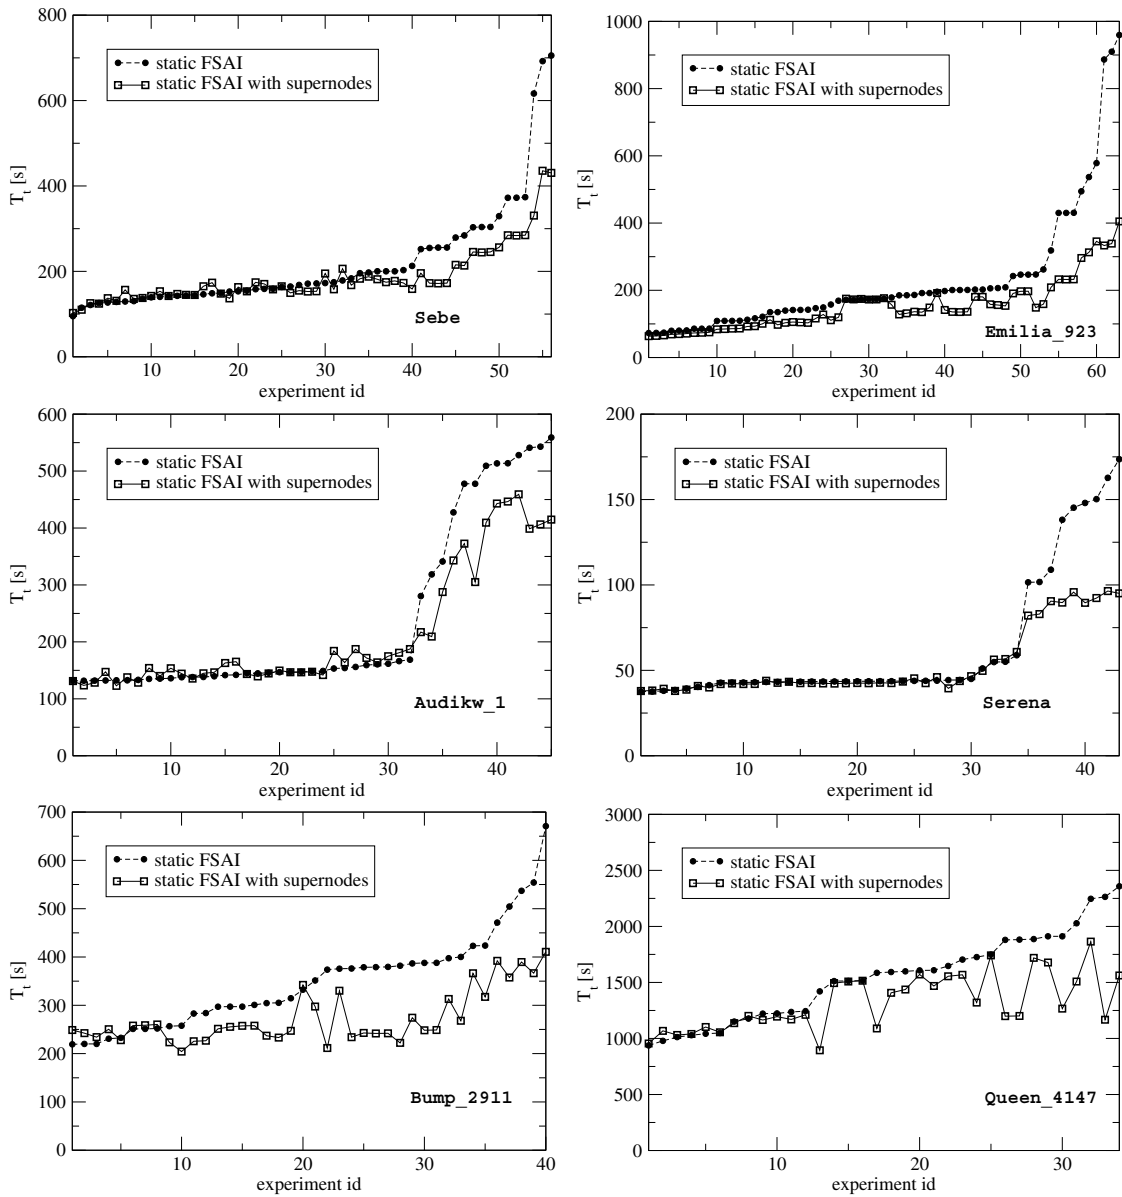 800
600
400
200
0
T_t [s]
static FSAI
static FSAI with supernodes
Sebe
10 20 30 40 50
experiment id
1000
800
600
400
200
0
T_t [s]
static FSAI
static FSAI with supernodes
Emilia_923
10 20 30 40 50 60
experiment id
600
500
400
300
200
100
0
T_t [s]
static FSAI
static FSAI with supernodes
Audikw_1
10 20 30 40
experiment id
200
150
100
50
0
T_t [s]
static FSAI
static FSAI with supernodes
Serena
10 20 30 40
experiment id
700
600
500
400
300
200
100
0
T_t [s]
static FSAI
static FSAI with supernodes
Bump_2911
10 20 30 40
experiment id
3000
2500
2000
1500
1000
500
0
T_t [s]
static FSAI
static FSAI with supernodes
Queen_4147
10 20 30
experiment id